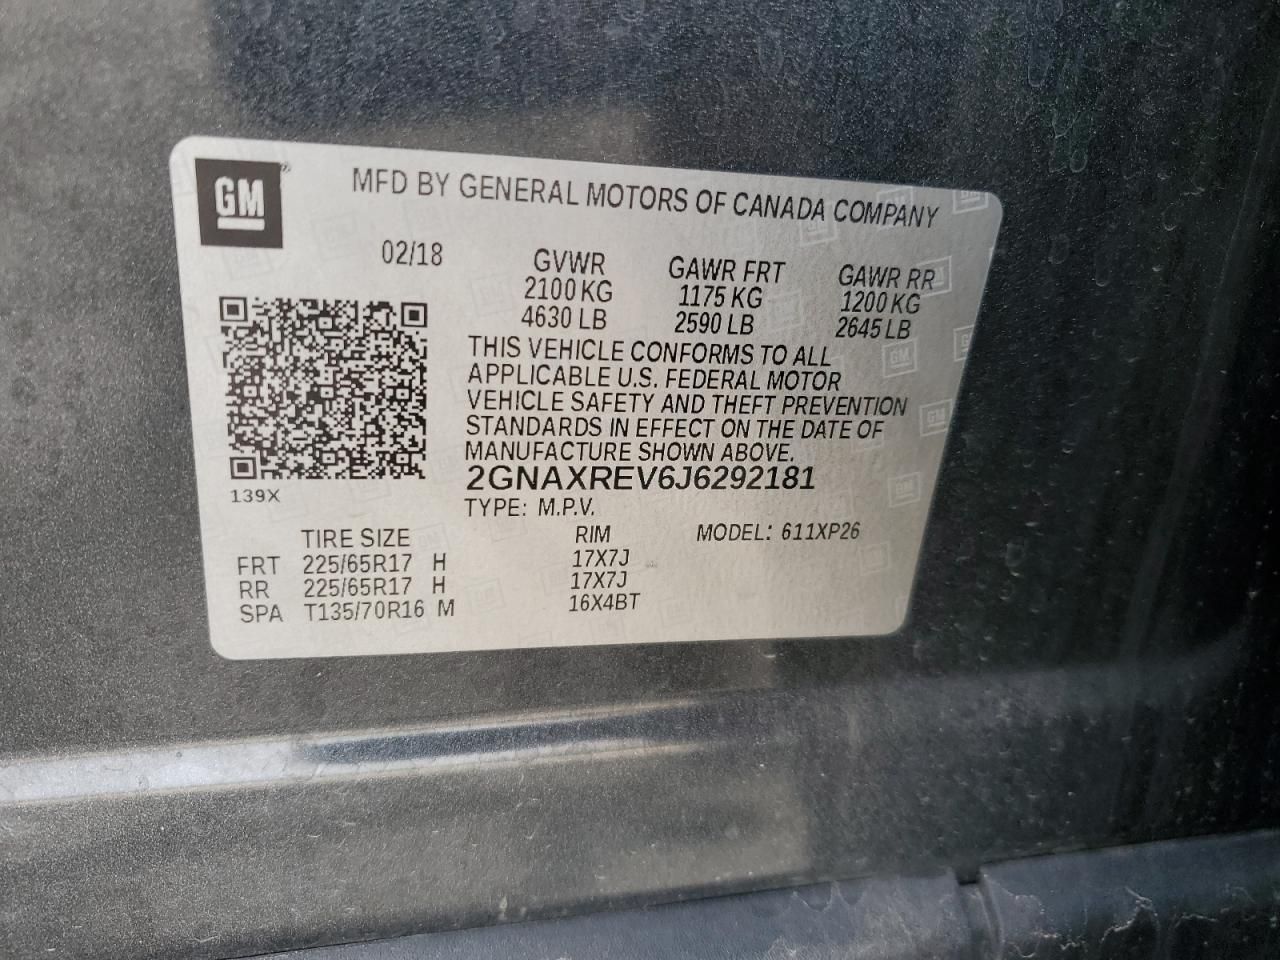 GM
MFD BY GENERAL MOTORS OF CANADA COMPANY
02/18 GVWR GAWR FRT GAWR RR
2100 KG 1175 KG 1200 KG
4630 LB 2590 LB 2645 LB
THIS VEHICLE CONFORMS TO ALL
APPLICABLE U.S. FEDERAL MOTOR
VEHICLE SAFETY AND THEFT PREVENTION
STANDARDS IN EFFECT ON THE DATE OF
MANUFACTURE SHOWN ABOVE.
139X 2GNAXREV6J6292181
TYPE: M.P.V.
TIRE SIZE RIM MODEL: 611XP26
FRT 225/65R17 H 17X7J
RR 225/65R17 H 17X7J
SPA T135/70R16 M 16X4BT